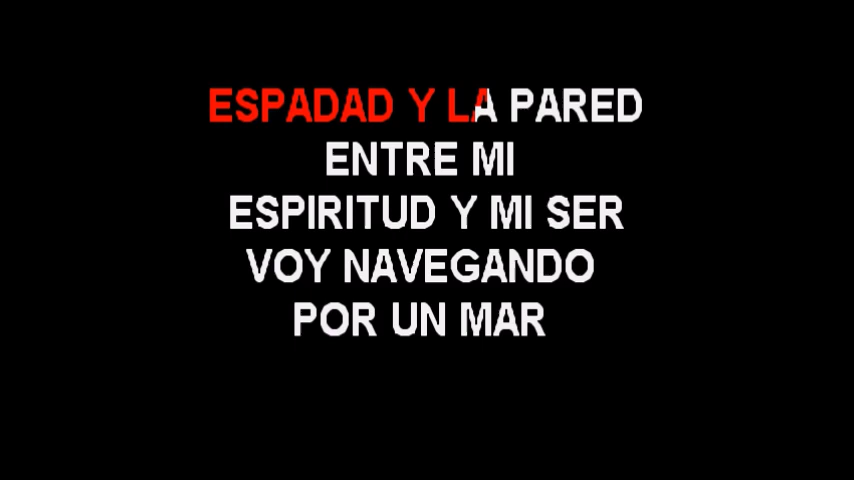 ESPADAD Y LA PARED
ENTRE MI
ESPIRITUD Y MI SER
VOY NAVEGANDO
POR UN MAR